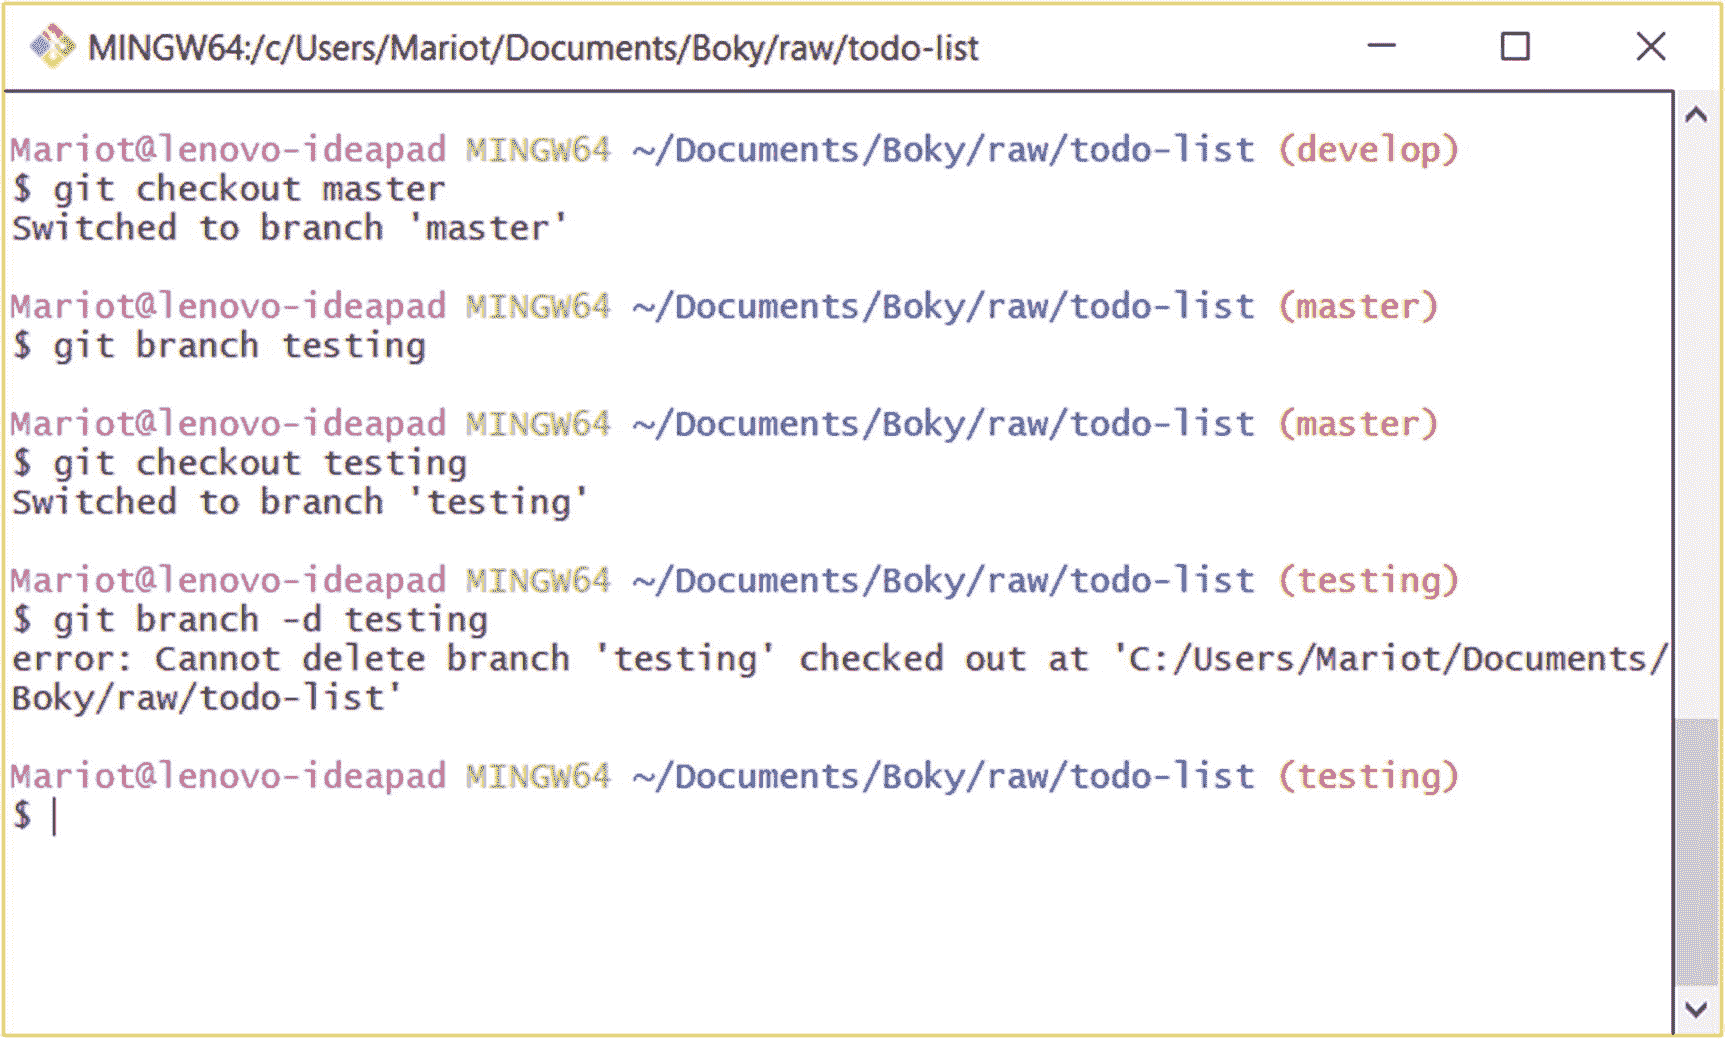 MINGW64:/c/Users/Mariot/Documents/Boky/raw/todo-list
Mariot@lenovo-ideapad MINGW64 ~/Documents/Boky/raw/todo-list (develop)
$ git checkout master
Switched to branch 'master'
Mariot@lenovo-ideapad MINGW64 ~/Documents/Boky/raw/todo-list (master)
$ git branch testing
Mariot@lenovo-ideapad MINGW64 ~/Documents/Boky/raw/todo-list (master)
$ git checkout testing
Switched to branch 'testing'
Mariot@lenovo-ideapad MINGW64 ~/Documents/Boky/raw/todo-list (testing)
$ git branch -d testing
error: Cannot delete branch 'testing' checked out at 'C:/Users/Mariot/Documents/
Boky/raw/todo-list'
Mariot@lenovo-ideapad MINGW64 ~/Documents/Boky/raw/todo-list (testing)
$